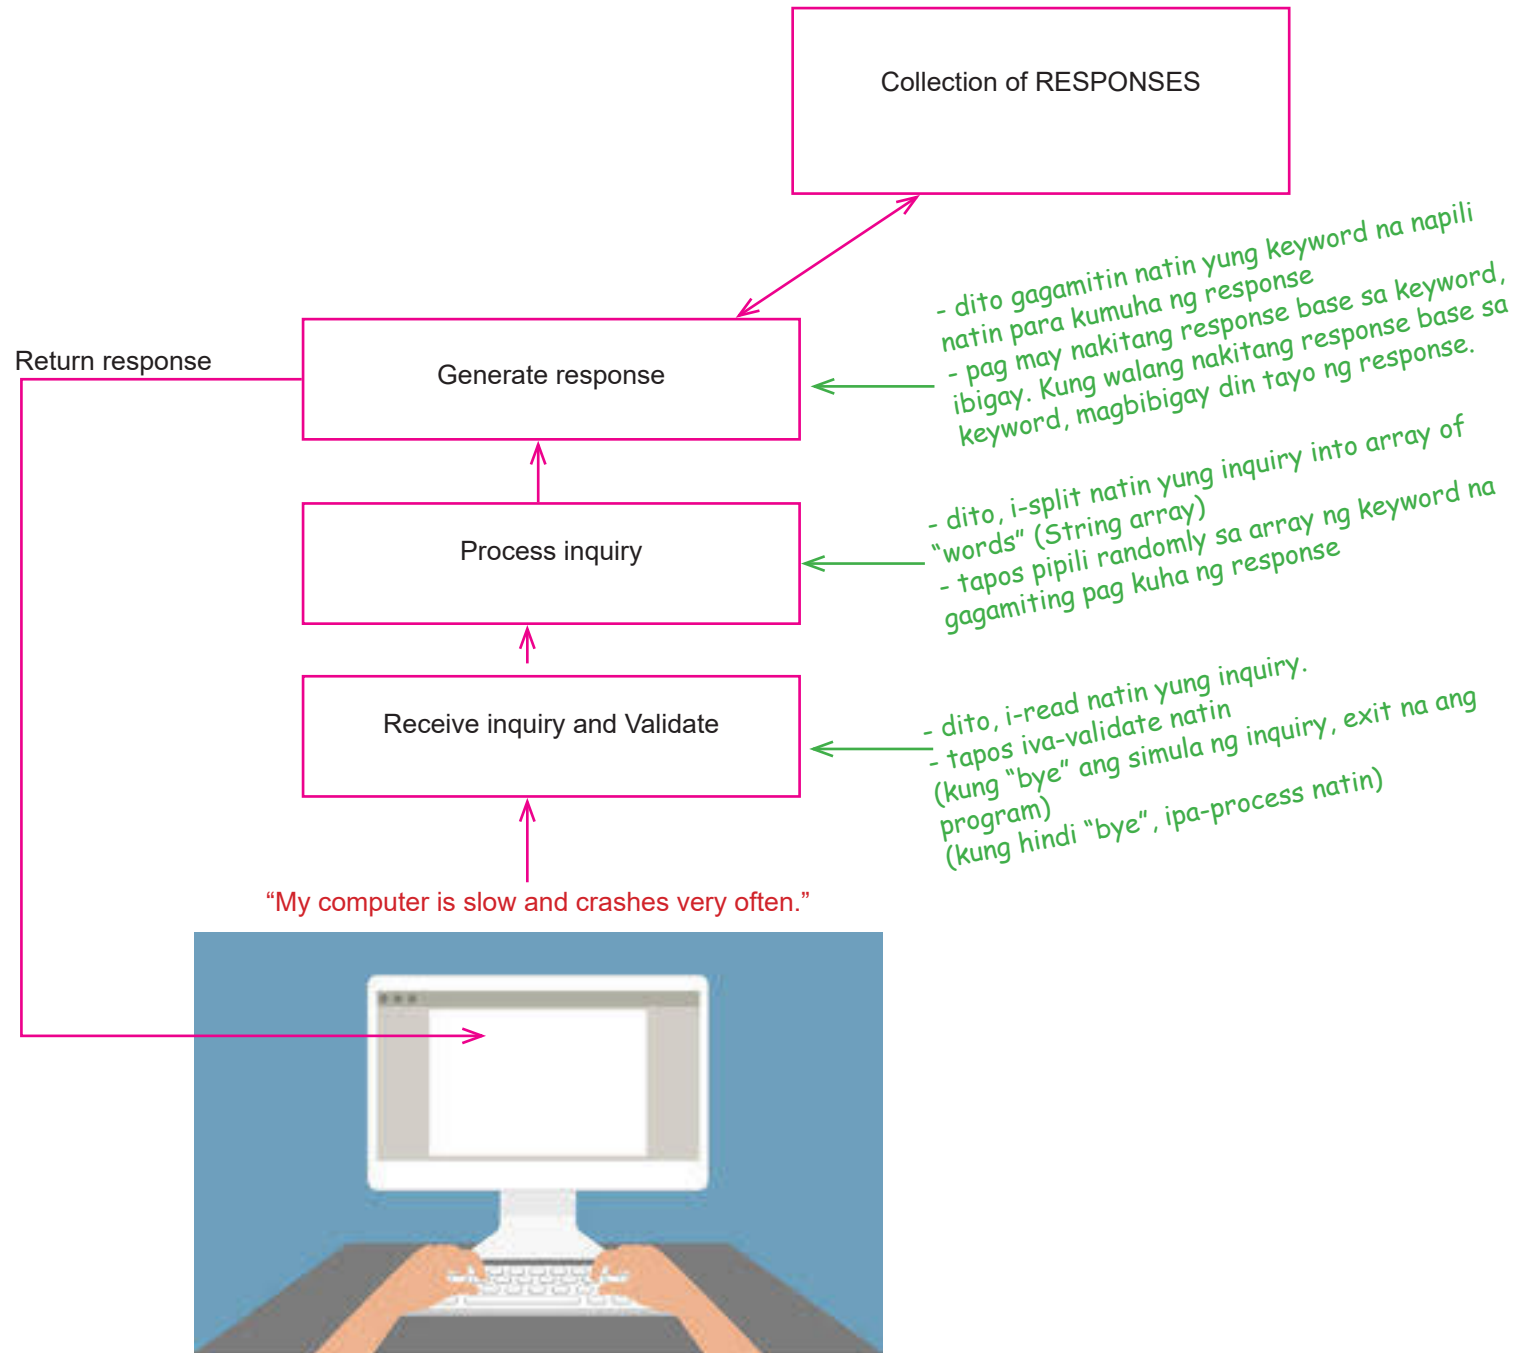 Collection of RESPONSES
- dito gagamitin natin yung keyword na napili
natin para kumuha ng response
- pag may nakitang response base sa keyword,
ibigay. Kung walang nakitang response base sa
keyword, magbibigay din tayo ng response.
Return response
Generate response
- dito, i-split natin yung inquiry into array of
“words” (String array)
- tapos pipili randomly sa array ng keyword na
gagamiting pag kuha ng response
Process inquiry
- dito, i-read natin yung inquiry.
- tapos iva-validate natin
(kung “bye” ang simula ng inquiry, exit na ang
program)
(kung hindi “bye”, ipa-process natin)
Receive inquiry and Validate
“My computer is slow and crashes very often.”